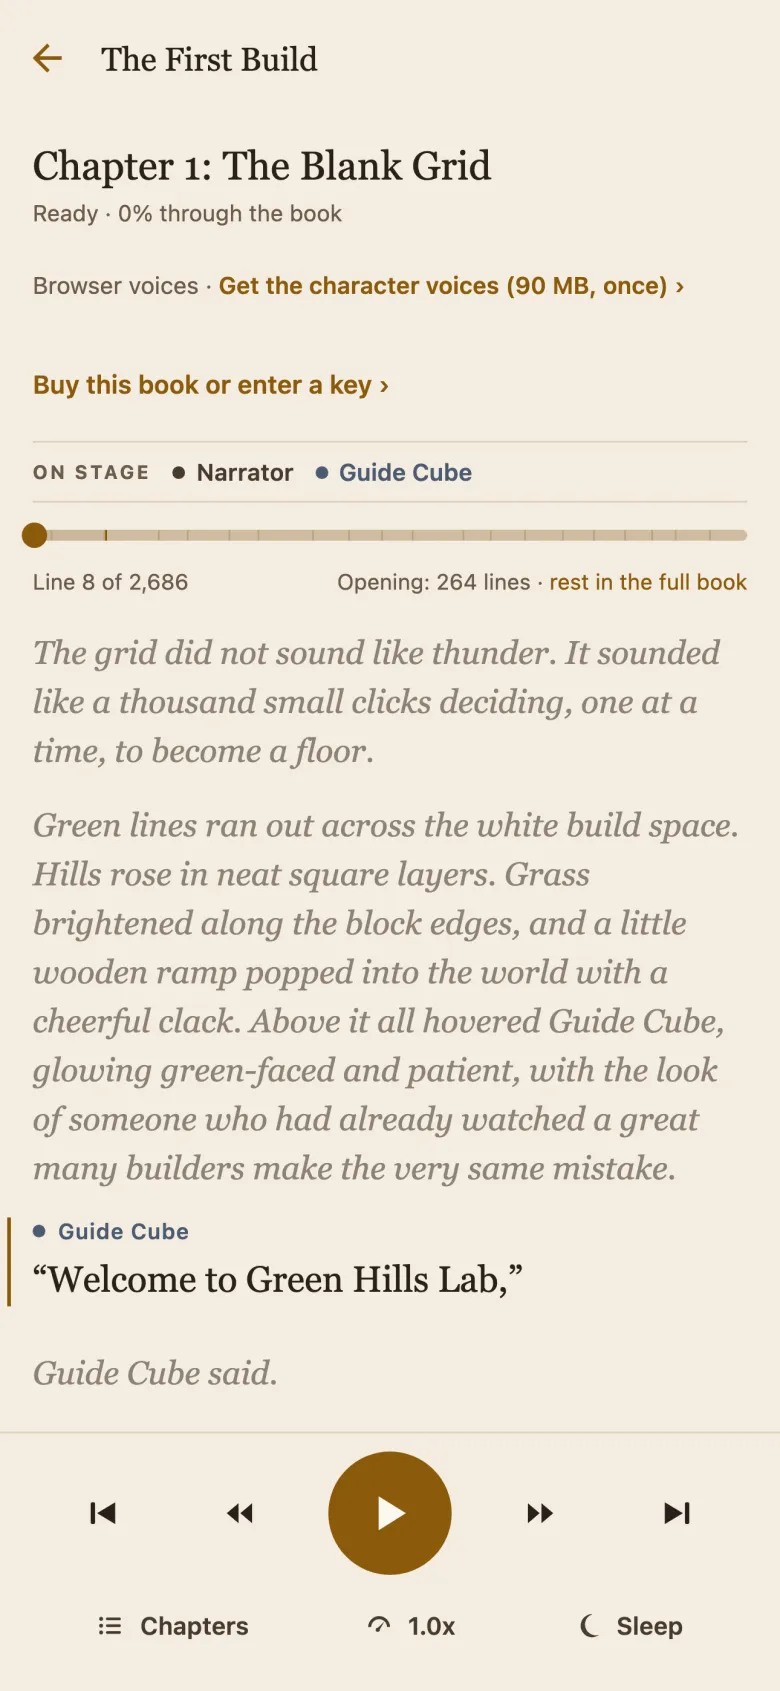 The First Build
Chapter 1: The Blank Grid
Ready · 0% through the book
Browser voices · Get the character voices (90 MB, once) ›
Buy this book or enter a key ›
ON STAGE • Narrator • Guide Cube
Line 8 of 2,686 Opening: 264 lines · rest in the full book
The grid did not sound like thunder. It sounded
like a thousand small clicks deciding, one at a
time, to become a floor.
Green lines ran out across the white build space.
Hills rose in neat square layers. Grass
brightened along the block edges, and a little
wooden ramp popped into the world with a
cheerful clack. Above it all hovered Guide Cube,
glowing green-faced and patient, with the look
of someone who had already watched a great
many builders make the very same mistake.
• Guide Cube
“Welcome to Green Hills Lab,”
Guide Cube said.
Chapters 1.0x Sleep